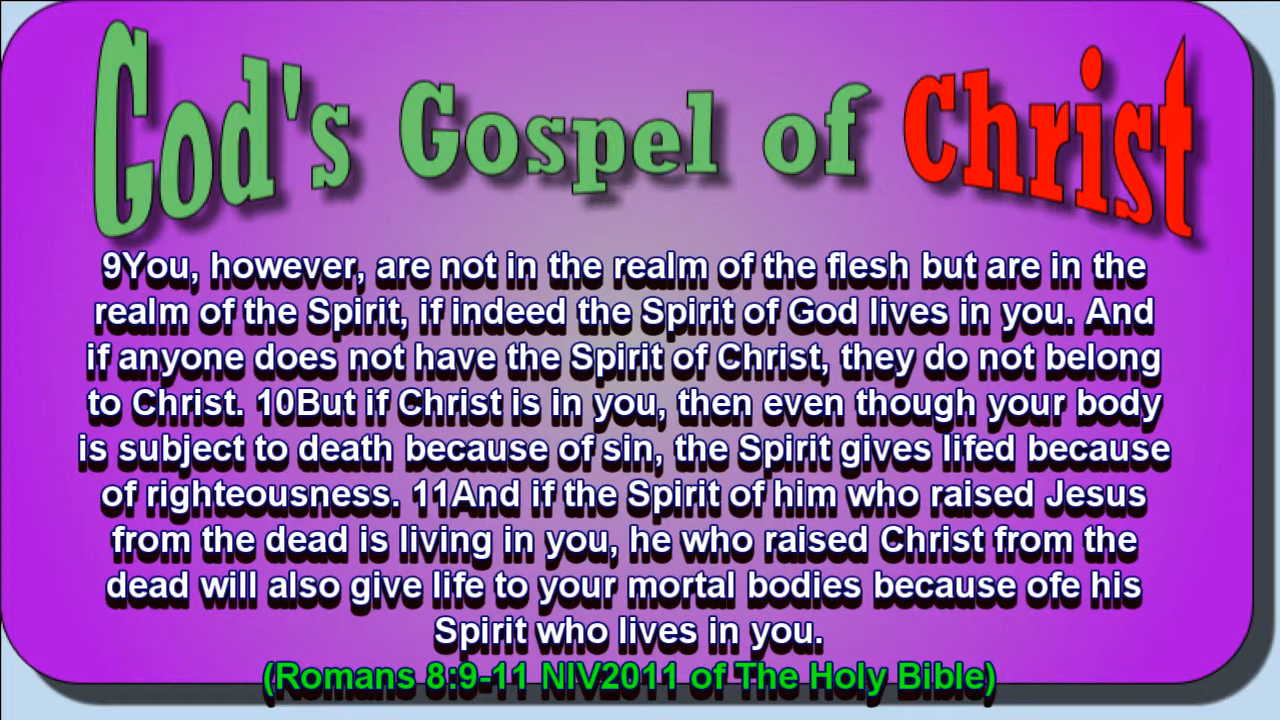 God's Gospel of Christ
9You, however, are not in the realm of the flesh but are in the
realm of the Spirit, if indeed the Spirit of God lives in you. And
if anyone does not have the Spirit of Christ, they do not belong
to Christ. 10But if Christ is in you, then even though your body
is subject to death because of sin, the Spirit gives lifed because
of righteousness. 11And if the Spirit of him who raised Jesus
from the dead is living in you, he who raised Christ from the
dead will also give life to your mortal bodies because ofe his
Spirit who lives in you.
(Romans 8:9-11 NIV2011 of The Holy Bible)